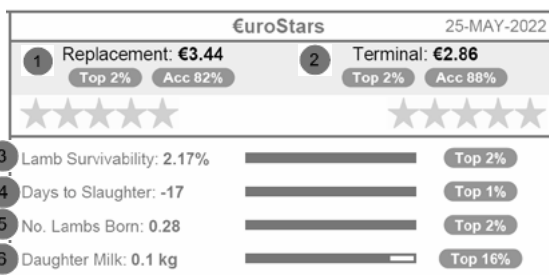 €uroStars 25-MAY-2022
1 Replacement: €3.44 2 Terminal: €2.86
Top 2% Acc 82% Top 2% Acc 88%
3 Lamb Survivability: 2.17% Top 2%
4 Days to Slaughter: -17 Top 1%
5 No. Lambs Born: 0.28 Top 2%
6 Daughter Milk: 0.1 kg Top 16%